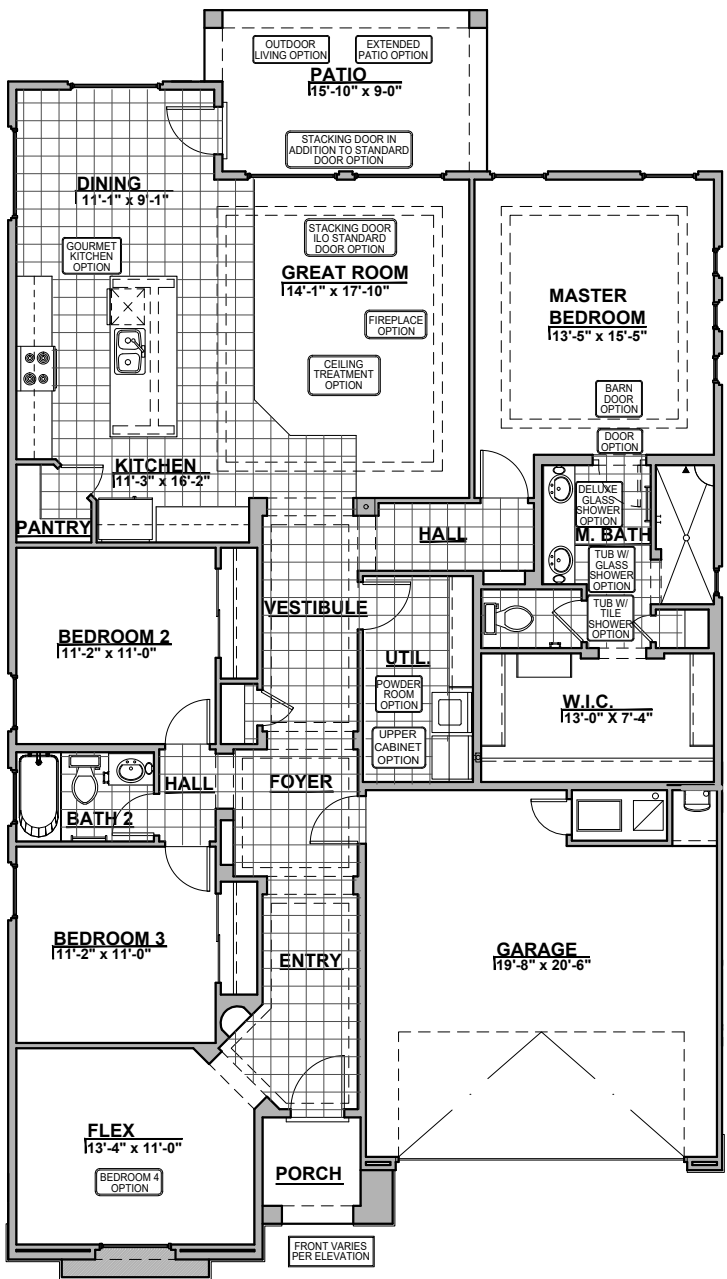 OUTDOOR
LIVING OPTION
EXTENDED
PATIO OPTION
PATIO
15'-10" x 9-0"
STACKING DOOR IN
ADDITION TO STANDARD
DOOR OPTION
DINING
11'-1" x 9'-1"
GOURMET
KITCHEN
OPTION
STACKING DOOR
ILO STANDARD
DOOR OPTION
GREAT ROOM
14'-1" x 17'-10"
FIREPLACE
OPTION
CEILING
TREATMENT
OPTION
MASTER
BEDROOM
13'-5" x 15'-5"
BARN
DOOR
OPTION
DOOR
OPTION
KITCHEN
11'-3" x 16'-2"
PANTRY
HALL
DELUXE
GLASS
SHOWER
OPTION
M. BATH
TUB W/
GLASS
SHOWER
OPTION
TUB W/
TILE
SHOWER
OPTION
VESTIBULE
BEDROOM 2
11'-2" x 11'-0"
UTIL.
POWDER
ROOM
OPTION
UPPER
CABINET
OPTION
W.I.C.
13'-0" X 7'-4"
HALL
FOYER
BATH 2
BEDROOM 3
11'-2" x 11'-0"
ENTRY
GARAGE
19'-8" x 20'-6"
FLEX
13'-4" x 11'-0"
BEDROOM 4
OPTION
PORCH
FRONT VARIES
PER ELEVATION